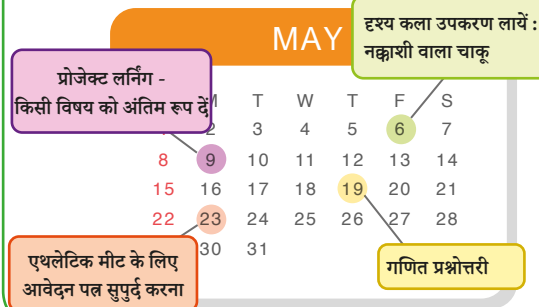 MAY
दृश्य कला उपकरण लायें :
नक्काशी वाला चाकू
प्रोजेक्ट लर्निंग -
किसी विषय को अंतिम रूप दें
T W T F S
2 3 4 5 6 7
8 9 10 11 12 13 14
15 16 17 18 19 20 21
22 23 24 25 26 27 28
30 31
एथलेटिक मीट के लिए
आवेदन पत्र सुपुर्द करना
गणित प्रश्नोत्तरी